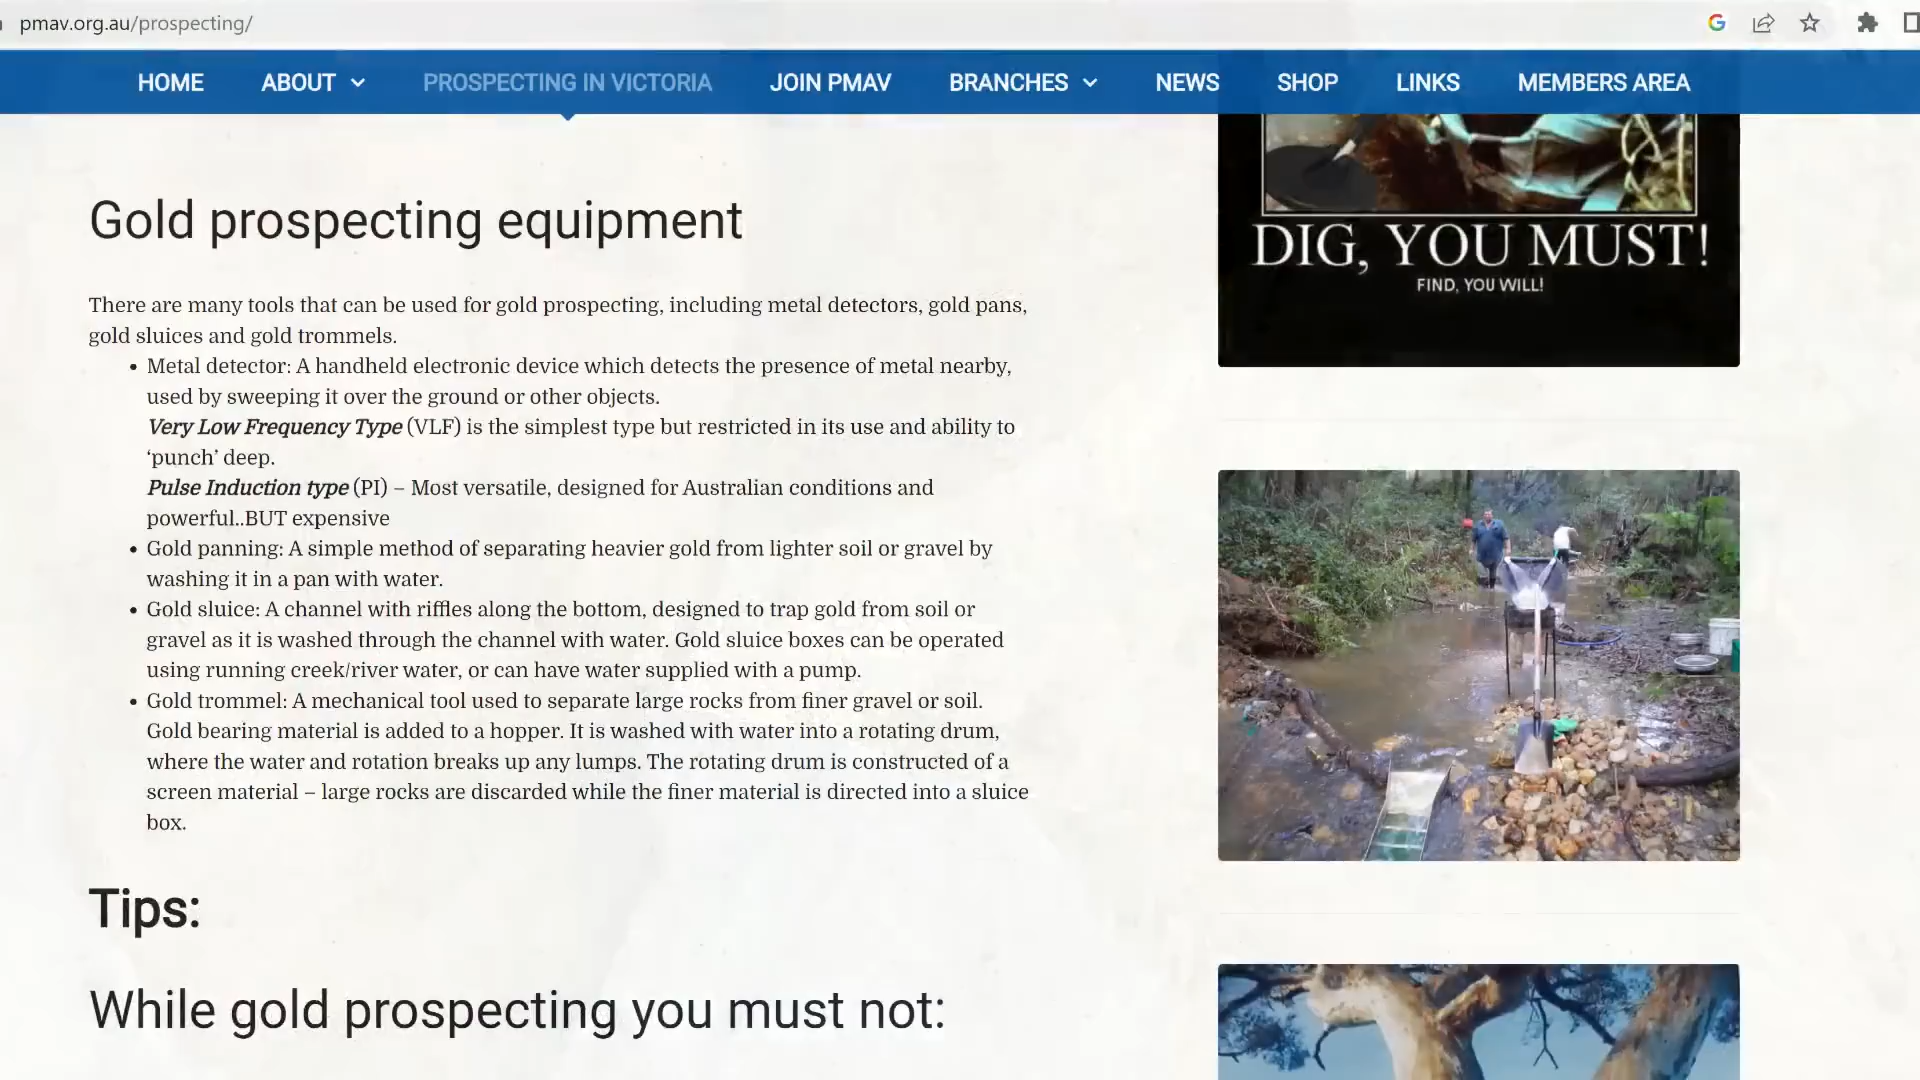 pmav.org.au/prospecting/
HOME ABOUT PROSPECTING IN VICTORIA JOIN PMAV BRANCHES NEWS SHOP LINKS MEMBERS AREA
Gold prospecting equipment
There are many tools that can be used for gold prospecting, including metal detectors, gold pans,
gold sluices and gold trommels.
• Metal detector: A handheld electronic device which detects the presence of metal nearby,
used by sweeping it over the ground or other objects.
Very Low Frequency Type (VLF) is the simplest type but restricted in its use and ability to
‘punch’ deep.
Pulse Induction type (PI) – Most versatile, designed for Australian conditions and
powerful..BUT expensive
• Gold panning: A simple method of separating heavier gold from lighter soil or gravel by
washing it in a pan with water.
• Gold sluice: A channel with riffles along the bottom, designed to trap gold from soil or
gravel as it is washed through the channel with water. Gold sluice boxes can be operated
using running creek/river water, or can have water supplied with a pump.
• Gold trommel: A mechanical tool used to separate large rocks from finer gravel or soil.
Gold bearing material is added to a hopper. It is washed with water into a rotating drum,
where the water and rotation breaks up any lumps. The rotating drum is constructed of a
screen material – large rocks are discarded while the finer material is directed into a sluice
box.
Tips:
While gold prospecting you must not:
DIG, YOU MUST!
FIND, YOU WILL!